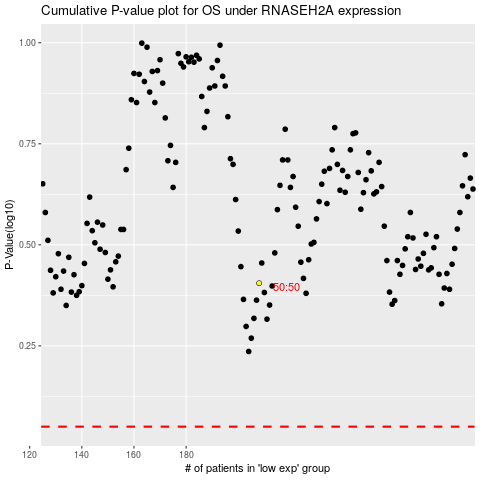 Cumulative P-value plot for OS under RNASEH2A expression
P-Value(log10)
1.00
0.75
0.50
0.25
50:50
120 140 160 180
# of patients in 'low exp' group